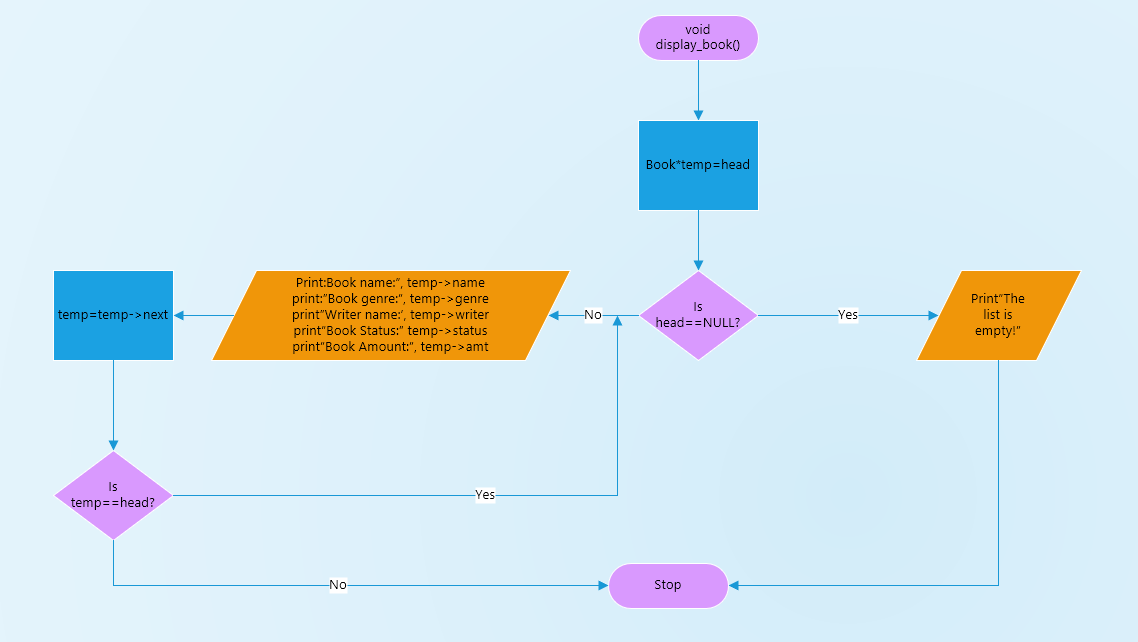 void
display_book()
Book*temp=head
Is
head==NULL?
No
Yes
Print"The
list is
empty!"
Print:Book name:", temp->name
print:"Book genre:", temp->genre
print"Writer name:', temp->writer
print"Book Status:" temp->status
print"Book Amount:", temp->amt
temp=temp->next
Is
temp==head?
Yes
No
Stop